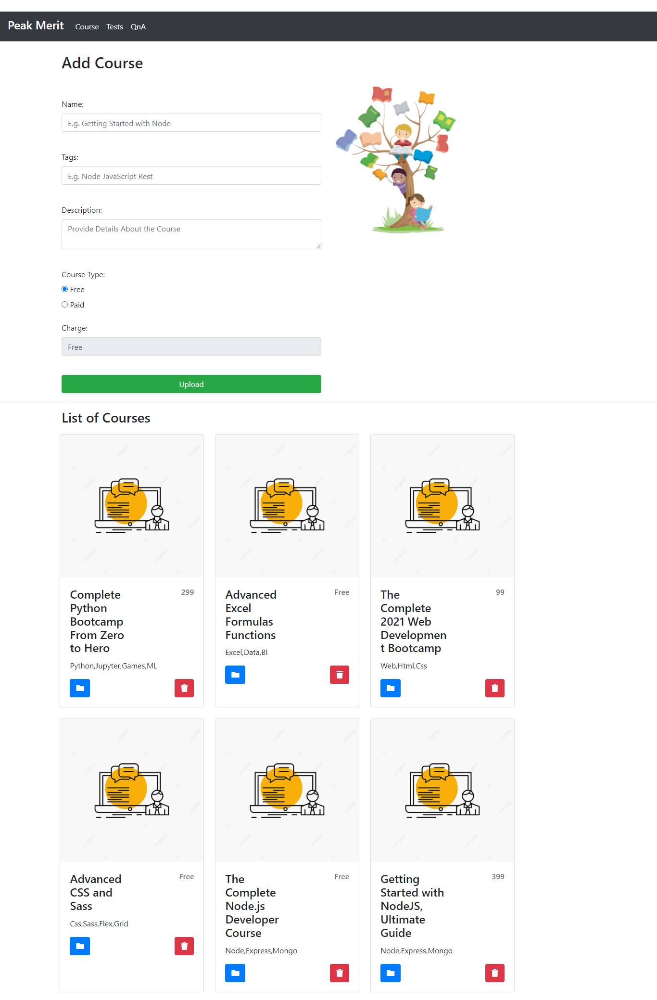 Peak Merit Course Tests QnA
Add Course
Name:
E.g. Getting Started with Node
Tags:
E.g. Node JavaScript Rest
Description:
Provide Details About the Course
Course Type:
Free
Paid
Charge:
Free
Upload
List of Courses
Complete
Python
Bootcamp
From Zero
to Hero
299
Python,Jupyter,Games,ML
Advanced
Excel
Formulas
Functions
Free
Excel,Data,BI
The
Complete
2021 Web
Developmen
t Bootcamp
99
Web,Html,Css
Advanced
CSS and
Sass
Free
Css,Sass,Flex,Grid
The
Complete
Node.js
Developer
Course
Free
Node,Express,Mongo
Getting
Started with
NodeJS,
Ultimate
Guide
399
Node,Express,Mongo